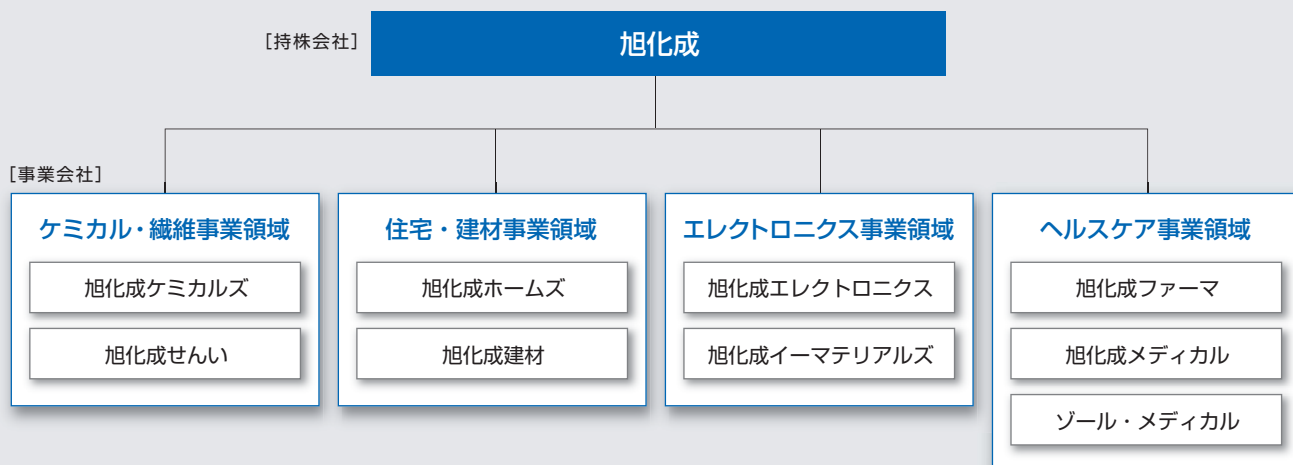 [持株会社]
旭化成
[事業会社]
ケミカル・繊維事業領域
旭化成ケミカルズ
旭化成せんい
住宅・建材事業領域
旭化成ホームズ
旭化成建材
エレクトロニクス事業領域
旭化成エレクトロニクス
旭化成イーマテリアルズ
ヘルスケア事業領域
旭化成ファーマ
旭化成メディカル
ゾール・メディカル